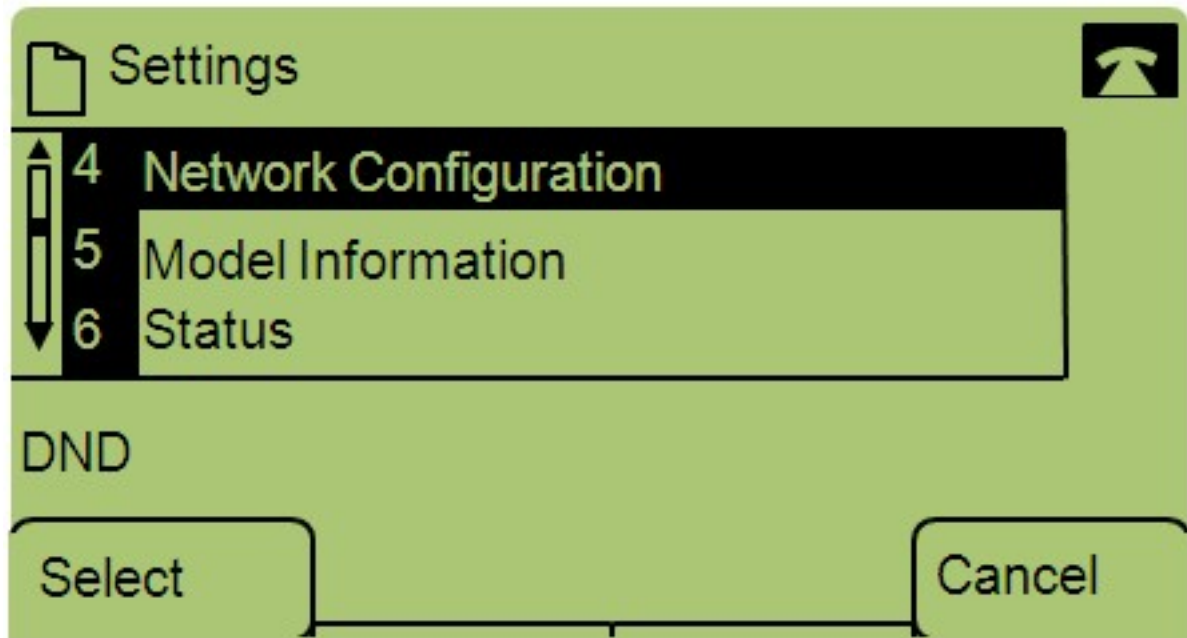 Settings
4 Network Configuration
5 Model Information
6 Status
DND
Select Cancel